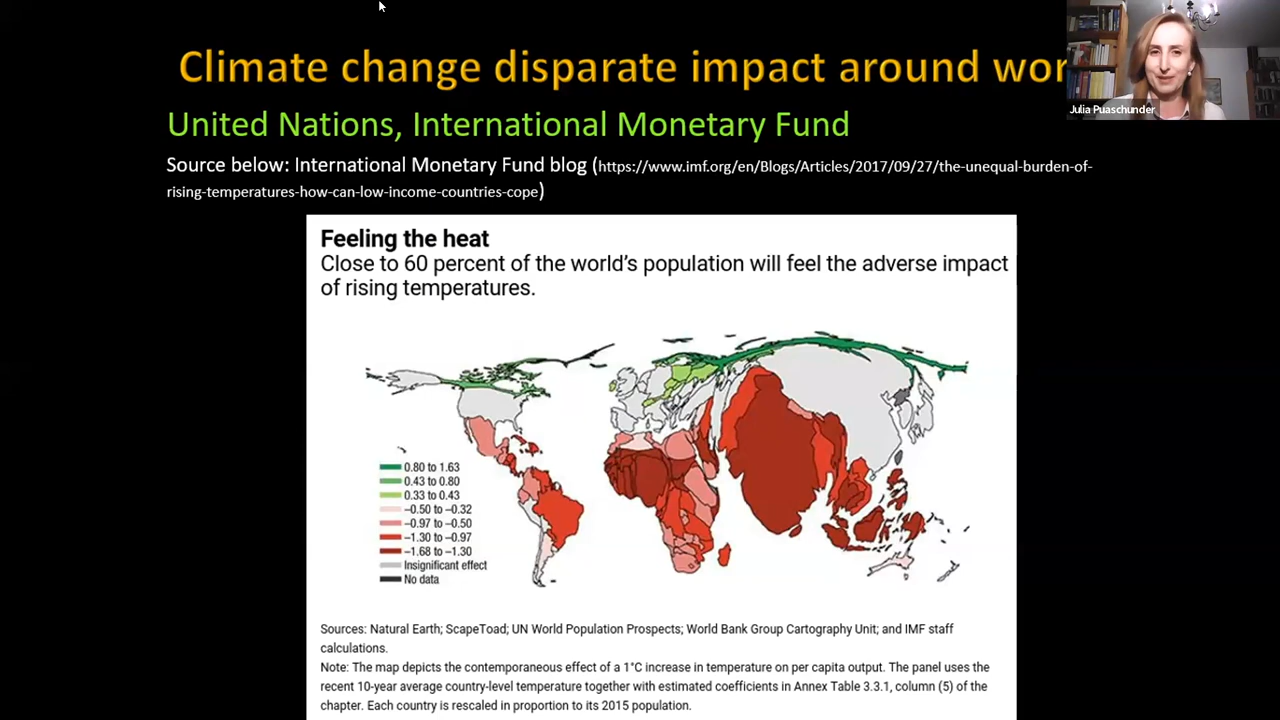 Climate change disparate impact around wor
Julia Puaschunder
United Nations, International Monetary Fund
Source below: International Monetary Fund blog (https://www.imf.org/en/Blogs/Articles/2017/09/27/the-unequal-burden-of-
rising-temperatures-how-can-low-income-countries-cope)
Feeling the heat
Close to 60 percent of the world's population will feel the adverse impact
of rising temperatures.
0.80 to 1.63
0.43 to 0.80
0.33 to 0.43
–0.50 to –0.32
–0.97 to –0.50
–1.30 to –0.97
–1.68 to –1.30
Insignificant effect
No data
Sources: Natural Earth; ScapeToad; UN World Population Prospects; World Bank Group Cartography Unit; and IMF staff
calculations.
Note: The map depicts the contemporaneous effect of a 1°C increase in temperature on per capita output. The panel uses the
recent 10-year average country-level temperature together with estimated coefficients in Annex Table 3.3.1, column (5) of the
chapter. Each country is rescaled in proportion to its 2015 population.